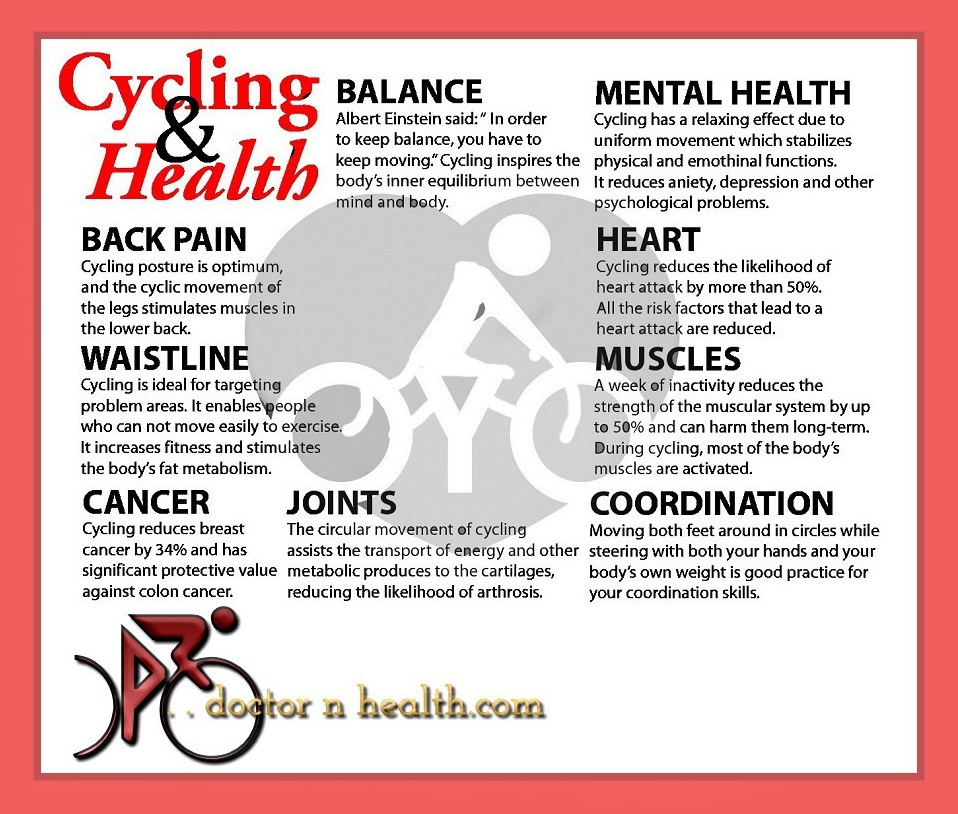 Cycling
&
Health
BALANCE
Albert Einstein said: “ In order
to keep balance, you have to
keep moving.” Cycling inspires the
body’s inner equilibrium between
mind and body.
MENTAL HEALTH
Cycling has a relaxing effect due to
uniform movement which stabilizes
physical and emothinal functions.
It reduces aniety, depression and other
psychological problems.
BACK PAIN
Cycling posture is optimum,
and the cyclic movement of
the legs stimulates muscles in
the lower back.
HEART
Cycling reduces the likelihood of
heart attack by more than 50%.
All the risk factors that lead to a
heart attack are reduced.
WAISTLINE
Cycling is ideal for targeting
problem areas. It enables people
who can not move easily to exercise.
It increases fitness and stimulates
the body’s fat metabolism.
MUSCLES
A week of inactivity reduces the
strength of the muscular system by up
to 50% and can harm them long-term.
During cycling, most of the body’s
muscles are activated.
CANCER
Cycling reduces breast
cancer by 34% and has
significant protective value
against colon cancer.
JOINTS
The circular movement of cycling
assists the transport of energy and other
metabolic produces to the cartilages,
reducing the likelihood of arthrosis.
COORDINATION
Moving both feet around in circles while
steering with both your hands and your
body’s own weight is good practice for
your coordination skills.
. . doctor n health.com